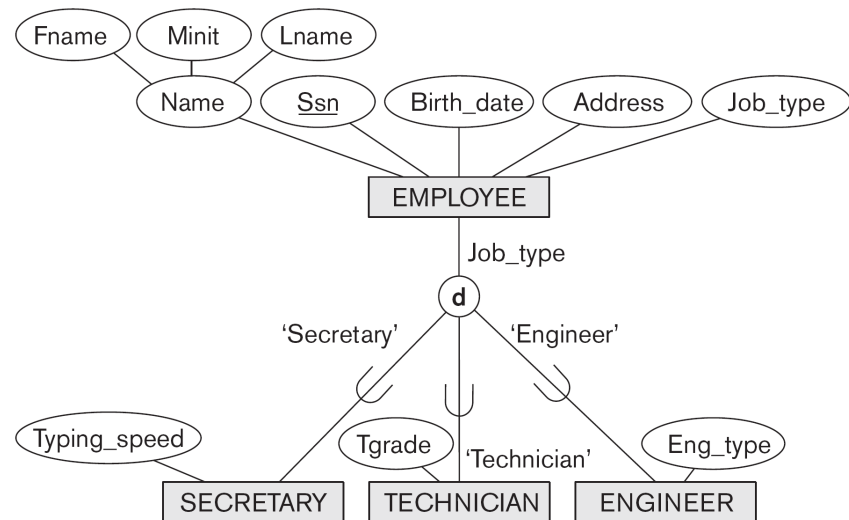 Fname Minit Lname
Name Ssn Birth_date Address Job_type
EMPLOYEE
Job_type
d
‘Secretary’ ‘Engineer’
Typing_speed Tgrade Eng_type
‘Technician’
SECRETARY TECHNICIAN ENGINEER